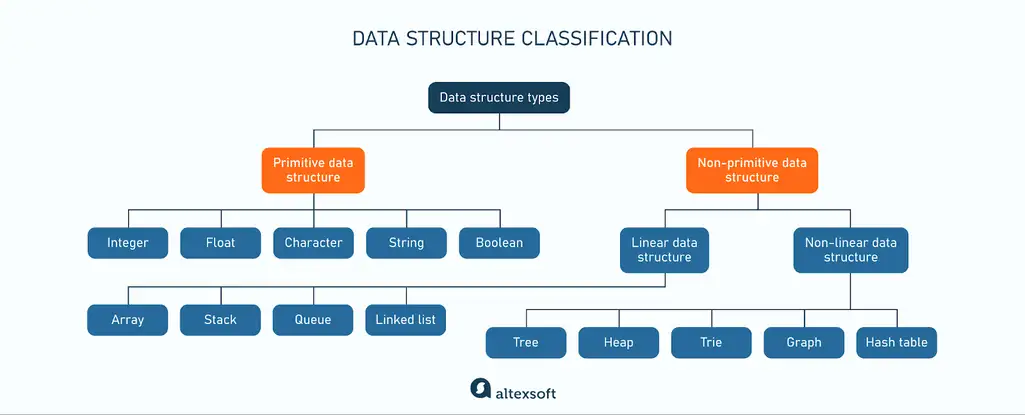 DATA STRUCTURE CLASSIFICATION
Data structure types
Primitive data
structure
Non-primitive data
structure
Integer
Float
Character
String
Boolean
Linear data
structure
Non-linear data
structure
Array
Stack
Queue
Linked list
Tree
Heap
Trie
Graph
Hash table
altexsoft